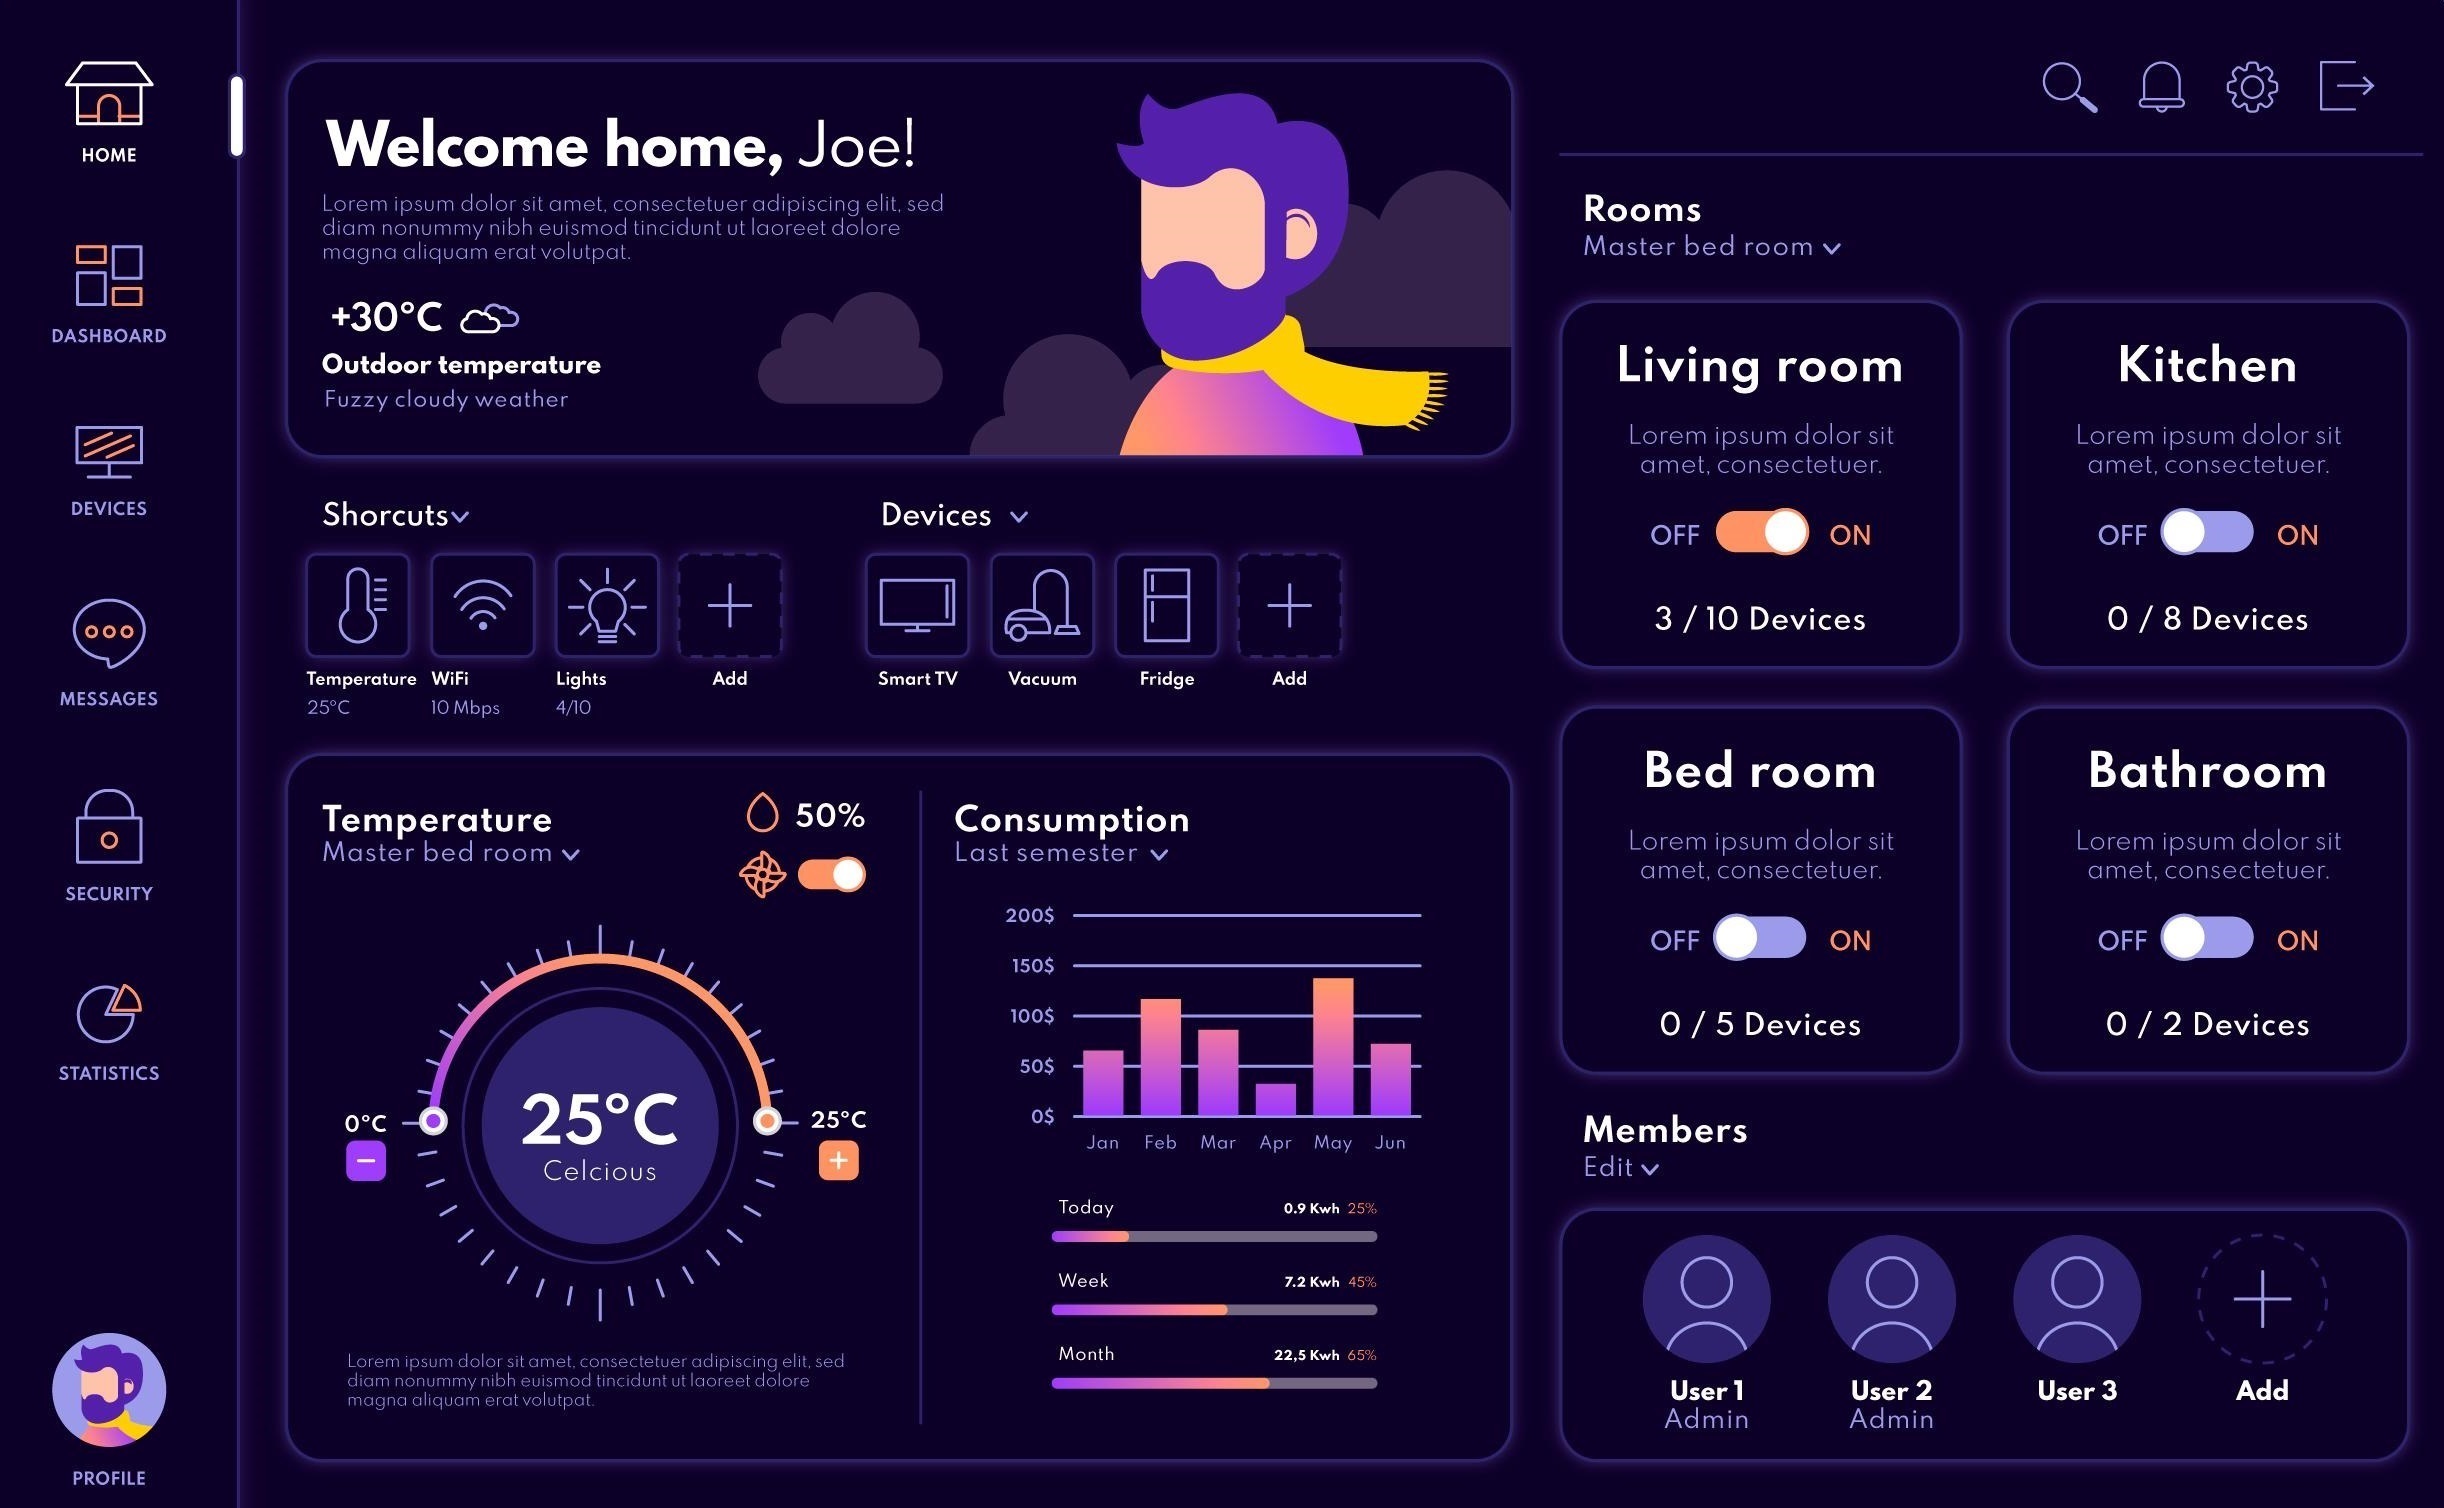 HOME
DASHBOARD
DEVICES
MESSAGES
SECURITY
STATISTICS
PROFILE
Welcome home, Joe!
Lorem ipsum dolor sit amet, consectetuer adipiscing elit, sed
diam nonummy nibh euismod tincidunt ut laoreet dolore
magna aliquam erat volutpat.
+30°C
Outdoor temperature
Fuzzy cloudy weather
Shorcuts
Temperature
25°C
WiFi
10 Mbps
Lights
4/10
Add
Devices
Smart TV
Vacuum
Fridge
Add
Temperature
Master bed room
50%
0°C
25°C
25°C
Celcious
Lorem ipsum dolor sit amet, consectetuer adipiscing elit, sed
diam nonummy nibh euismod tincidunt ut laoreet dolore
magna aliquam erat volutpat.
Consumption
Last semester
200$
150$
100$
50$
0$
Jan Feb Mar Apr May Jun
Today 0.9 Kwh 25%
Week 7.2 Kwh 45%
Month 22,5 Kwh 65%
Rooms
Master bed room
Living room
Lorem ipsum dolor sit
amet, consectetuer.
OFF ON
3 / 10 Devices
Kitchen
Lorem ipsum dolor sit
amet, consectetuer.
OFF ON
0 / 8 Devices
Bed room
Lorem ipsum dolor sit
amet, consectetuer.
OFF ON
0 / 5 Devices
Bathroom
Lorem ipsum dolor sit
amet, consectetuer.
OFF ON
0 / 2 Devices
Members
Edit
User 1
Admin
User 2
Admin
User 3
Add